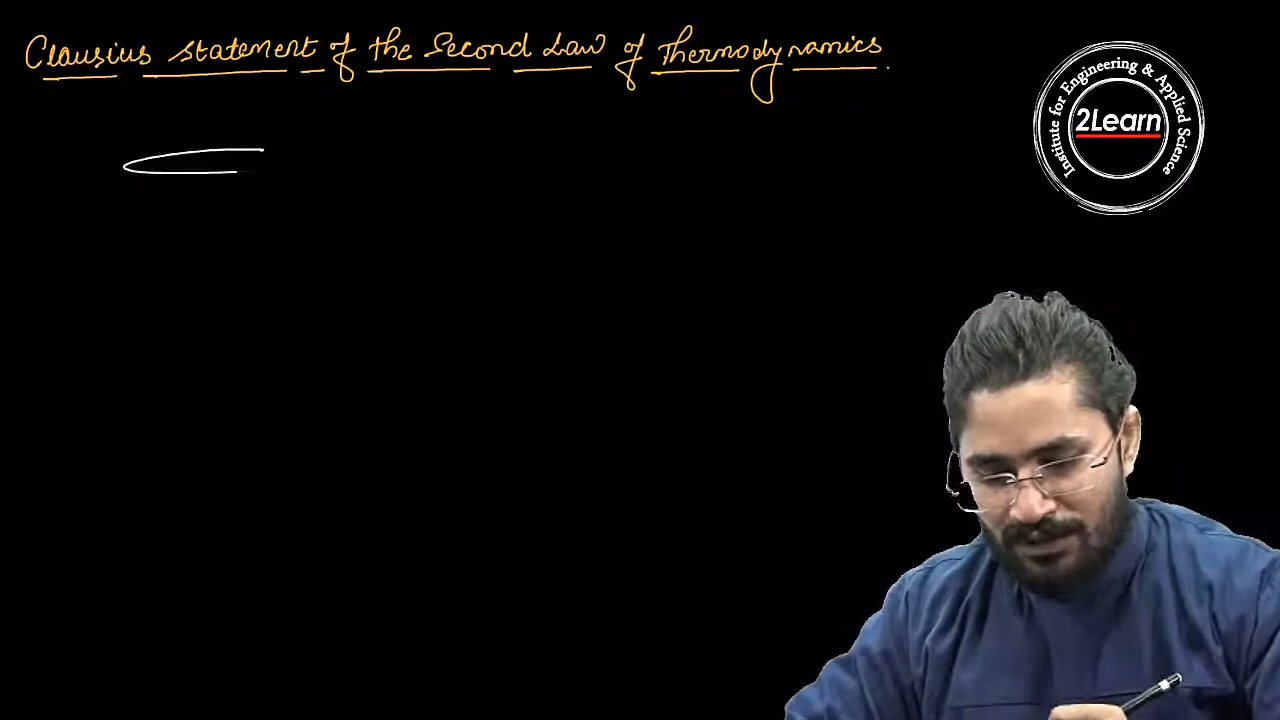 Clausius statement of the Second Law of Thermodynamics.
Institute for Engineering & Applied Science
2Learn